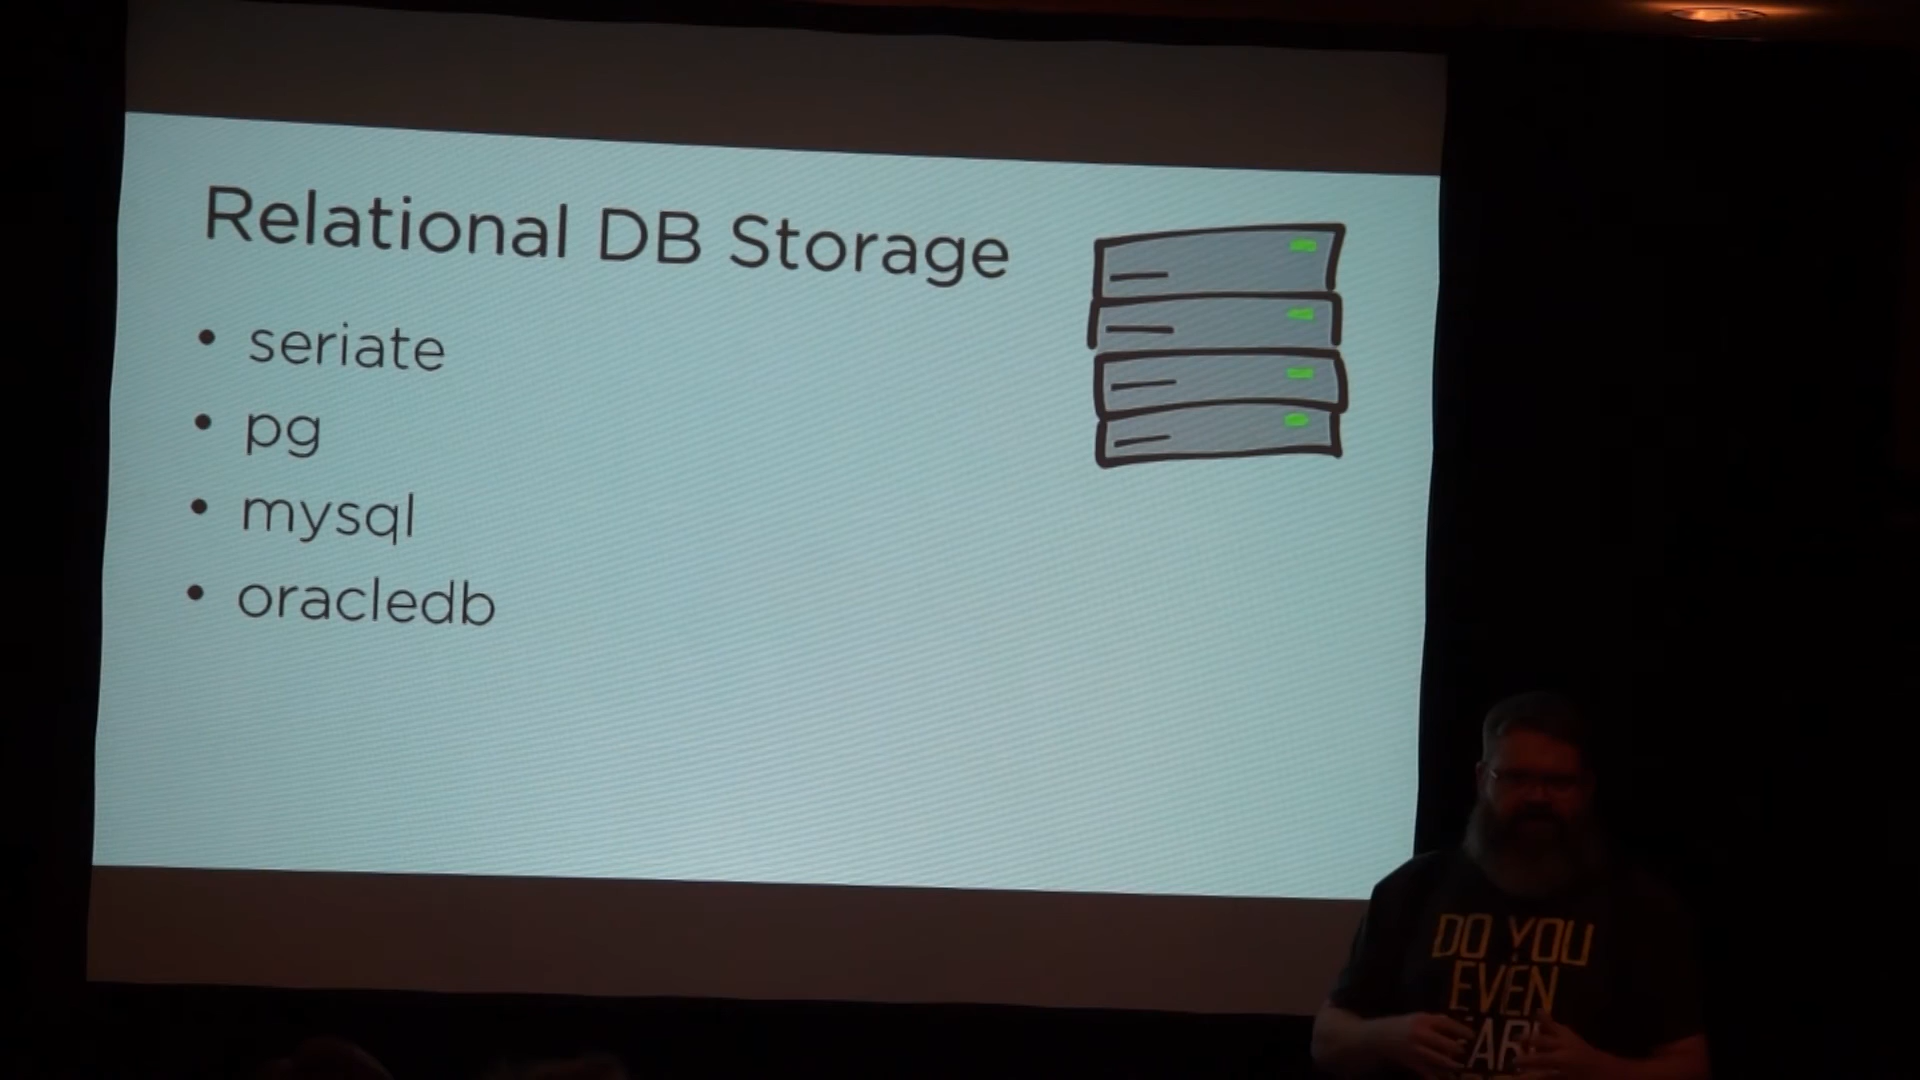 Relational DB Storage
• seriate
• pg
• mysql
• oracledb
DO YOU
EVEN